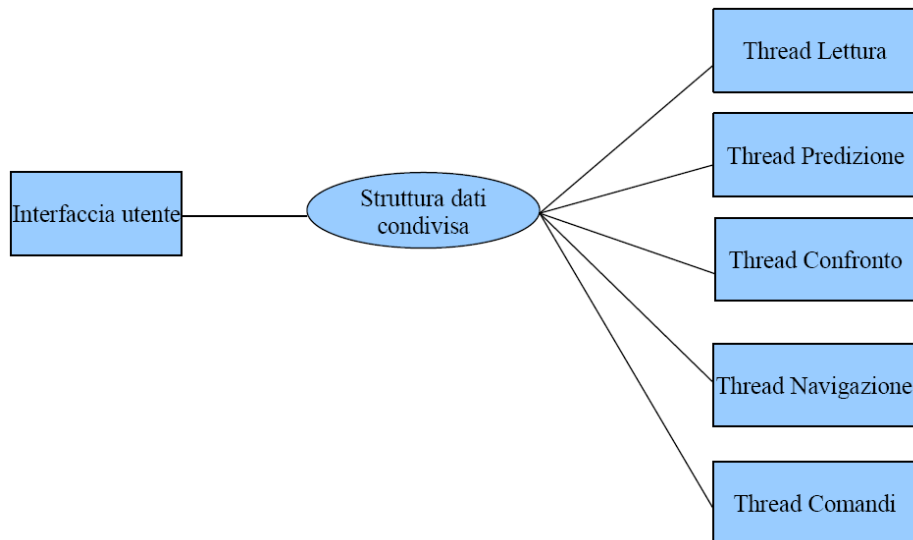 Thread Lettura
Thread Predizione
Interfaccia utente
Struttura dati
condivisa
Thread Confronto
Thread Navigazione
Thread Comandi